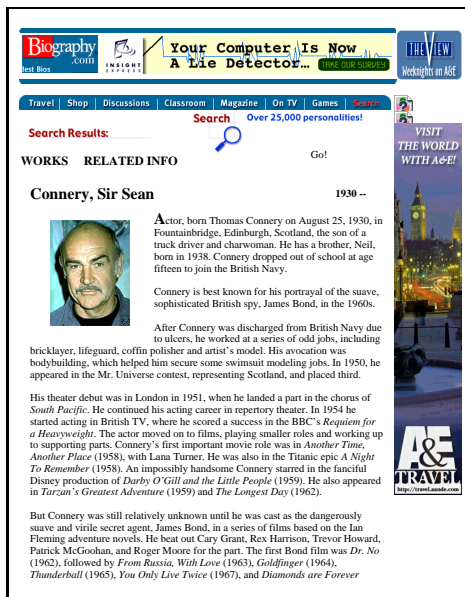 Biography
.com
Best Bios
INSIGHT
EXPRESS
Your Computer Is Now
A Lie Detector...
TAKE OUR SURVEY
THE VIEW
Weeknights on A&E
Travel | Shop | Discussions | Classroom | Magazine | On TV | Games | Search
Search
Over 25,000 personalities!
Search Results:
Go!
WORKS RELATED INFO
Connery, Sir Sean
1930 --
Actor, born Thomas Connery on August 25, 1930, in
Fountainbridge, Edinburgh, Scotland, the son of a
truck driver and charwoman. He has a brother, Neil,
born in 1938. Connery dropped out of school at age
fifteen to join the British Navy.
Connery is best known for his portrayal of the suave,
sophisticated British spy, James Bond, in the 1960s.
After Connery was discharged from British Navy due
to ulcers, he worked at a series of odd jobs, including
bricklayer, lifeguard, coffin polisher and artist's model. His avocation was
bodybuilding, which helped him secure some swimsuit modeling jobs. In 1950, he
appeared in the Mr. Universe contest, representing Scotland, and placed third.
His theater debut was in London in 1951, when he landed a part in the chorus of
South Pacific. He continued his acting career in repertory theater. In 1954 he
started acting in British TV, where he scored a success in the BBC's Requiem for
a Heavyweight. The actor moved on to films, playing smaller roles and working up
to supporting parts. Connery's first important movie role was in Another Time,
Another Place (1958), with Lana Turner. He was also in the Titanic epic A Night
To Remember (1958). An impossibly handsome Connery starred in the fanciful
Disney production of Darby O'Gill and the Little People (1959). He also appeared
in Tarzan's Greatest Adventure (1959) and The Longest Day (1962).
But Connery was still relatively unknown until he was cast as the dangerously
suave and virile secret agent, James Bond, in a series of films based on the Ian
Fleming adventure novels. He beat out Cary Grant, Rex Harrison, Trevor Howard,
Patrick McGoohan, and Roger Moore for the part. The first Bond film was Dr. No
(1962), followed by From Russia, With Love (1963), Goldfinger (1964),
Thunderball (1965), You Only Live Twice (1967), and Diamonds are Forever
VISIT
THE WORLD
WITH A&E!
A&E
TRAVEL
http://travel.aande.com